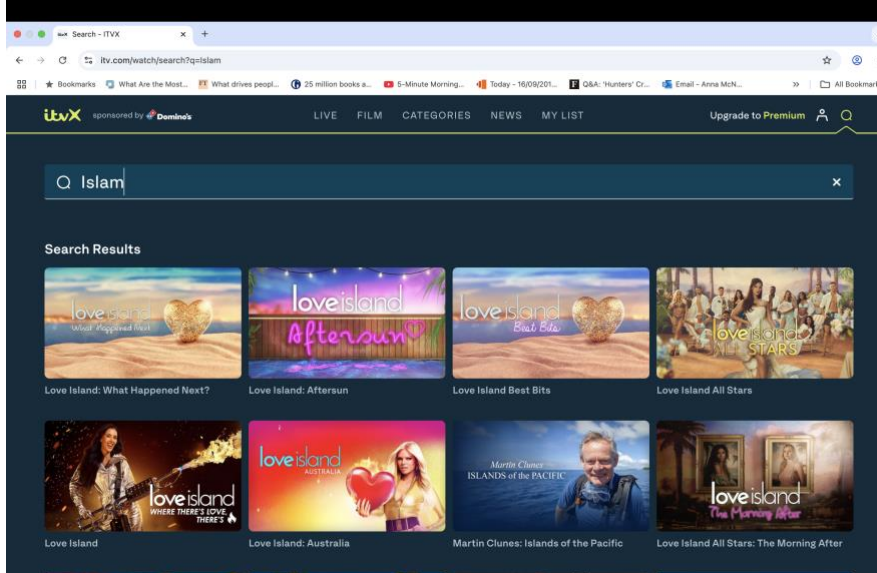 itvX Search - ITVX
itv.com/watch/search?q=Islam
Bookmarks What Are the Most... FT What drives peopl... 25 million books a... 5-Minute Morning... Today - 16/09/201... F Q&A: 'Hunters' Cr... Email – Anna McN... » All Bookmark
itvX sponsored by Domino's LIVE FILM CATEGORIES NEWS MY LIST Upgrade to Premium
Islam
Search Results
love island
What Happened Next
love island
Aftersun
love island
Best Bits
love island
ALL STARS
Love Island: What Happened Next?
Love Island: Aftersun
Love Island Best Bits
Love Island All Stars
love island
WHERE THERE'S LOVE,
THERE'S
love island
AUSTRALIA
Martin Clunes
ISLANDS of the PACIFIC
love island
The Morning After
Love Island
Love Island: Australia
Martin Clunes: Islands of the Pacific
Love Island All Stars: The Morning After